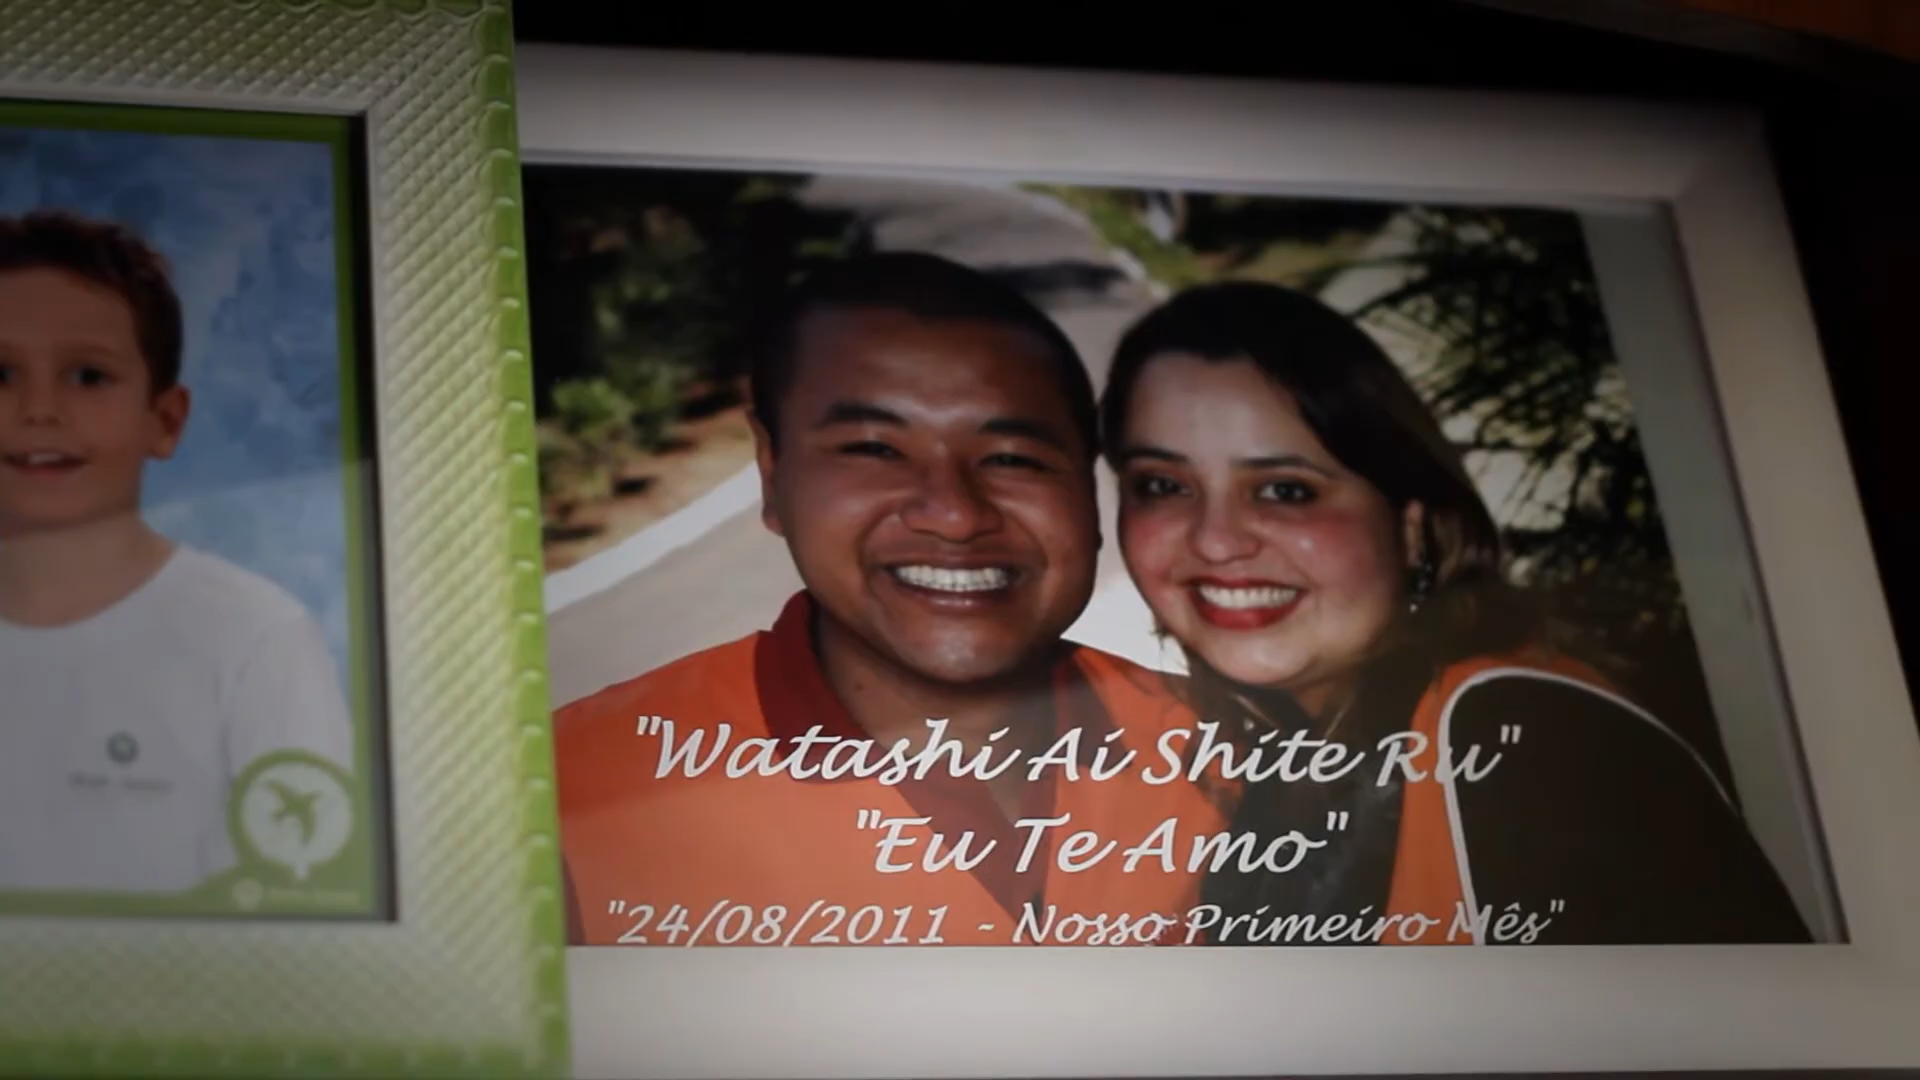 "Watashi Ai Shite Ru"
"Eu Te Amo"
"24/08/2011 - Nosso Primeiro Mês"